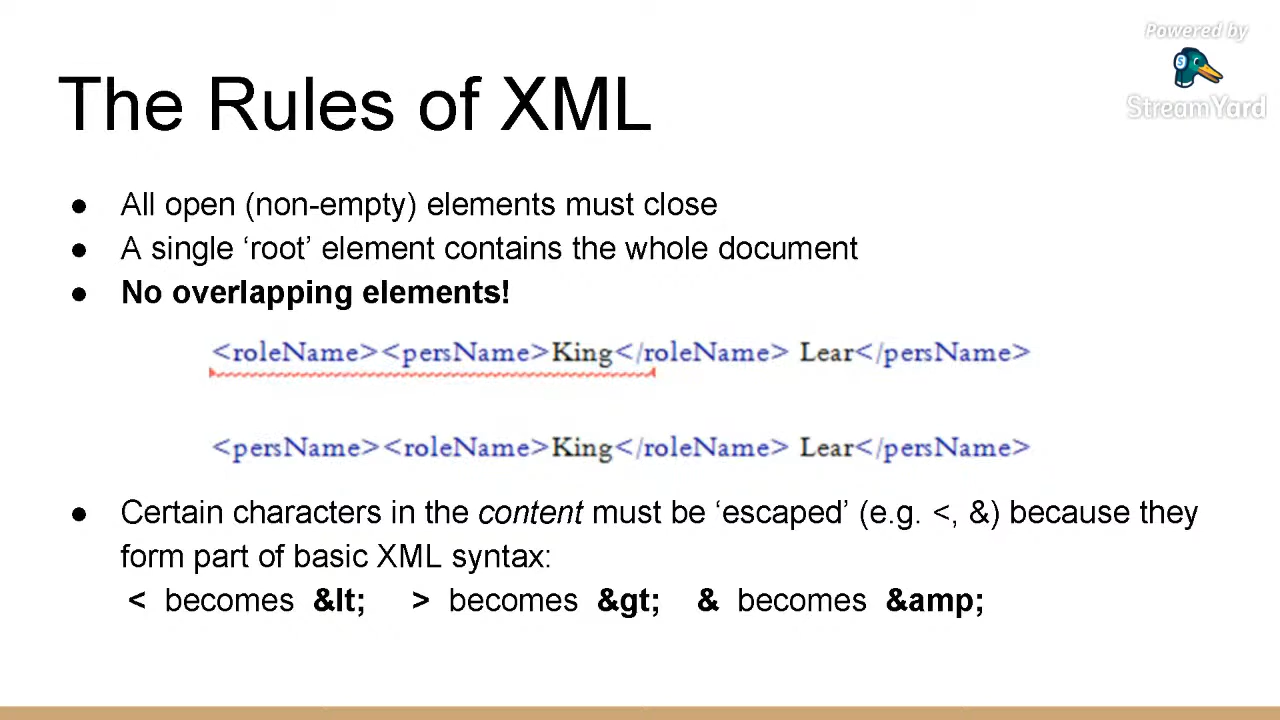 Powered by
StreamYard
The Rules of XML
● All open (non-empty) elements must close
● A single ‘root’ element contains the whole document
● No overlapping elements!
<roleName><persName>King</roleName> Lear</persName>
<persName><roleName>King</roleName> Lear</persName>
● Certain characters in the content must be ‘escaped’ (e.g. <, &) because they
form part of basic XML syntax:
< becomes &lt; > becomes &gt; & becomes &amp;